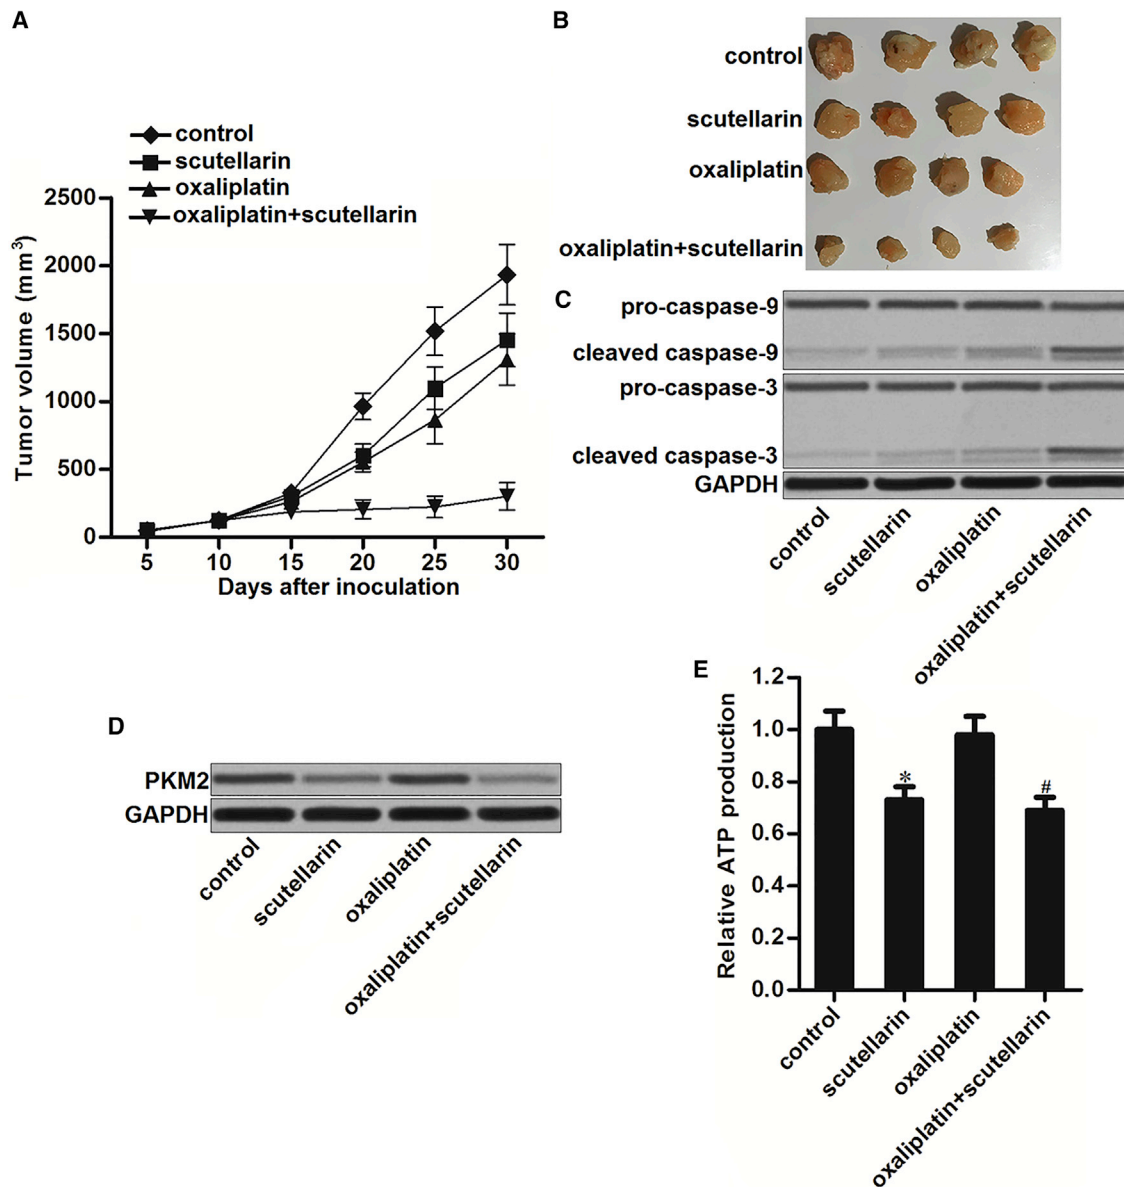 A
control
scutellarin
oxaliplatin
oxaliplatin+scutellarin
Tumor volume (mm³)
2500
2000
1500
1000
500
0
5 10 15 20 25 30
Days after inoculation
B
control
scutellarin
oxaliplatin
oxaliplatin+scutellarin
C
pro-caspase-9
cleaved caspase-9
pro-caspase-3
cleaved caspase-3
GAPDH
control
scutellarin
oxaliplatin
oxaliplatin+scutellarin
D
PKM2
GAPDH
control
scutellarin
oxaliplatin
oxaliplatin+scutellarin
E
Relative ATP production
1.2
1.0
0.8
0.6
0.4
0.2
0.0
*
#
control
scutellarin
oxaliplatin
oxaliplatin+scutellarin